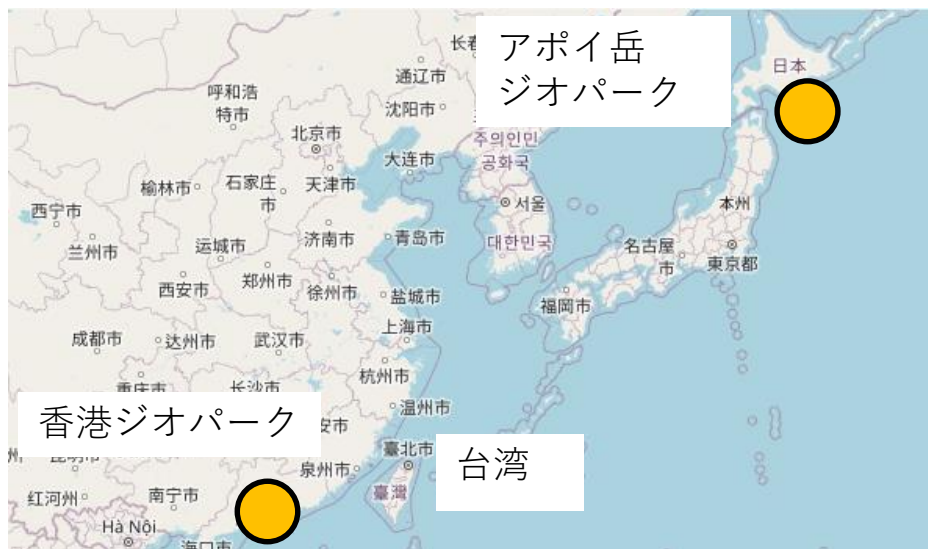 アポイ岳
ジオパーク
日本
通辽市
呼和浩
特市
沈阳市
北京市
주의인민
공화국
大连市
榆林市
石家庄
市
天津市
서울
西宁市
本州
兰州市
运城市
济南市
青岛市
대한민국
名古屋
市
東京都
西安市
郑州市
徐州市
盐城市
福岡市
上海市
成都市
达州市
武汉市
杭州市
香港ジオパーク
温州市
安市
臺北市
台湾
泉州市
臺灣
红河州
南宁市
Hà Nội